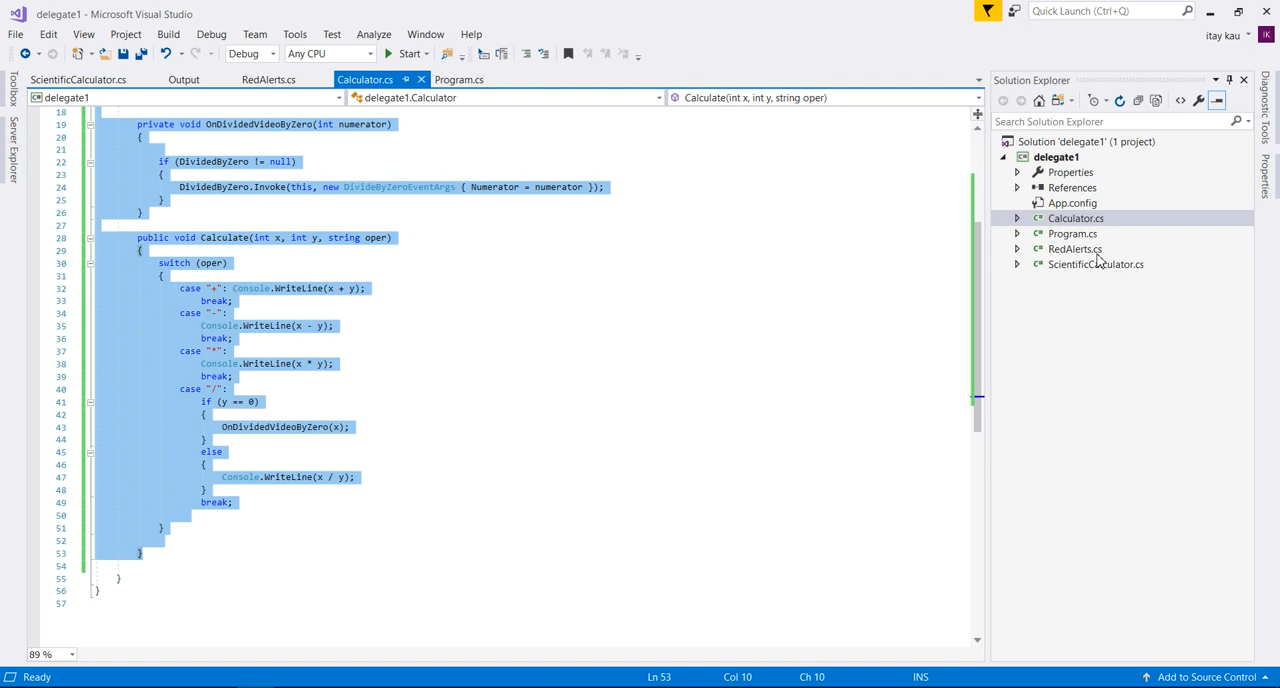 delegate1 - Microsoft Visual Studio
Quick Launch (Ctrl+Q)
File Edit View Project Build Debug Team Tools Test Analyze Window Help
itay kau IK
Debug Any CPU Start
ScientificCalculator.cs Output RedAlerts.cs Calculator.cs Program.cs
delegate1 delegate1.Calculator Calculate(int x, int y, string oper)
Toolbox
Server Explorer
18
19 private void OnDividedVideoByZero(int numerator)
20 {
21
22 if (DividedByZero != null)
23 {
24 DividedByZero.Invoke(this, new DivideByZeroEventArgs { Numerator = numerator });
25 }
26 }
27
28 public void Calculate(int x, int y, string oper)
29 {
30 switch (oper)
31 {
32 case "+": Console.WriteLine(x + y);
33 break;
34 case "-":
35 Console.WriteLine(x - y);
36 break;
37 case "*":
38 Console.WriteLine(x * y);
39 break;
40 case "/":
41 if (y == 0)
42 {
43 OnDividedVideoByZero(x);
44 }
45 else
46 {
47 Console.WriteLine(x / y);
48 }
49 break;
50
51 }
52
53 }
54
55 }
56 }
57
89 %
Solution Explorer
Search Solution Explorer
Solution 'delegate1' (1 project)
delegate1
Properties
References
App.config
Calculator.cs
Program.cs
RedAlerts.cs
ScientificCalculator.cs
Diagnostic Tools
Properties
Ready Ln 53 Col 10 Ch 10 INS Add to Source Control